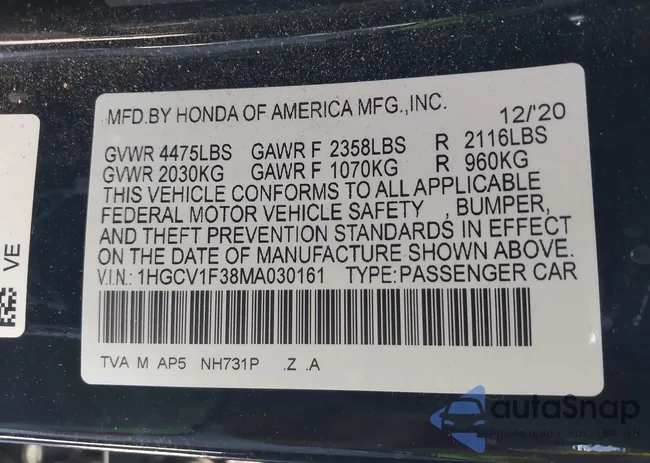 MFD.BY HONDA OF AMERICA MFG.,INC. 12/'20
GVWR 4475LBS GAWR F 2358LBS R 2116LBS
GVWR 2030KG GAWR F 1070KG R 960KG
THIS VEHICLE CONFORMS TO ALL APPLICABLE
FEDERAL MOTOR VEHICLE SAFETY , BUMPER,
AND THEFT PREVENTION STANDARDS IN EFFECT
ON THE DATE OF MANUFACTURE SHOWN ABOVE.
V.I.N.: 1HGCV1F38MA030161 TYPE:PASSENGER CAR
TVA M AP5 NH731P .Z .A
VE
autoSnap